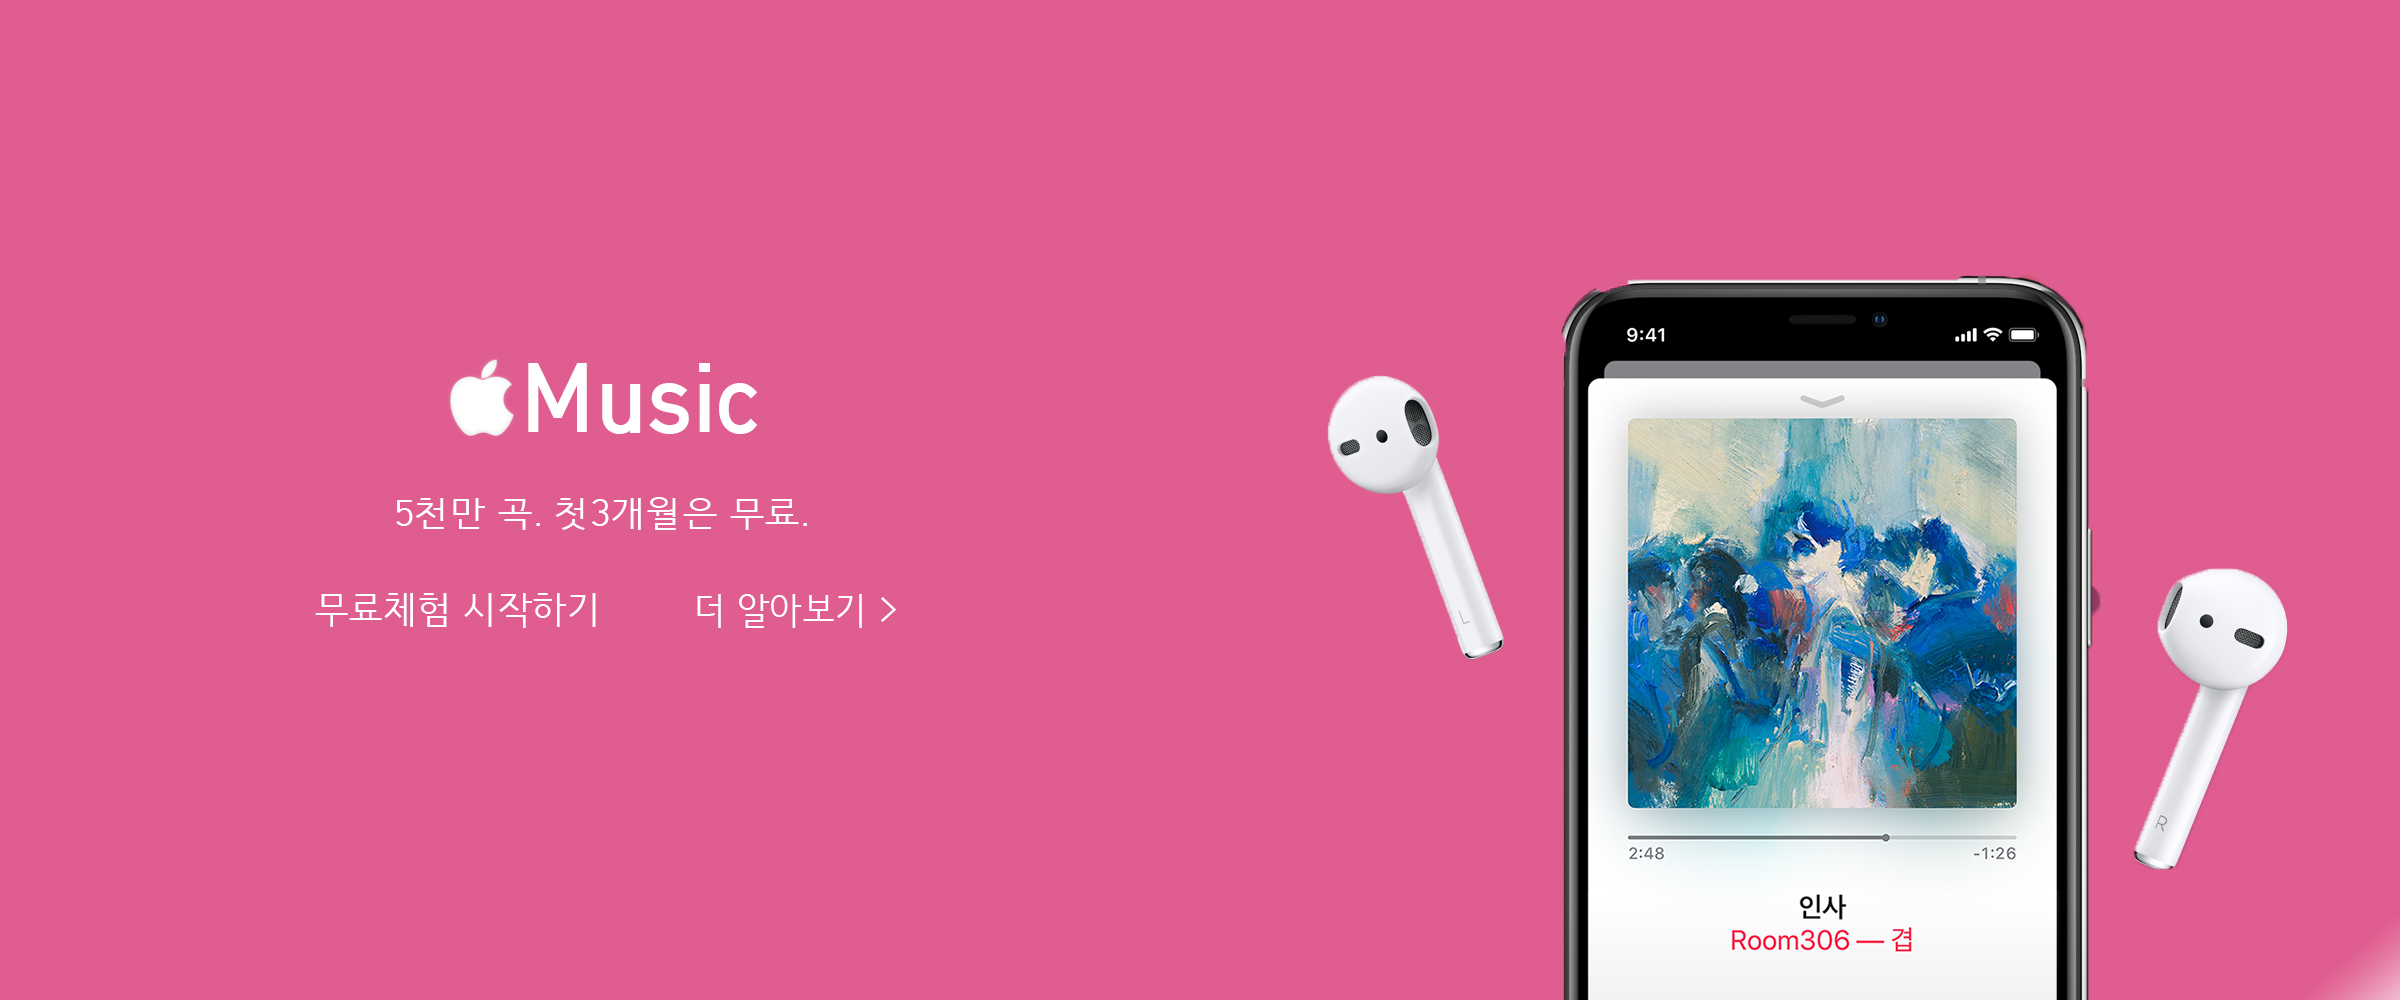 Music
5천만 곡. 첫3개월은 무료.
무료체험 시작하기 더 알아보기 >
9:41
L
R
2:48 -1:26
인사
Room306 — 겹